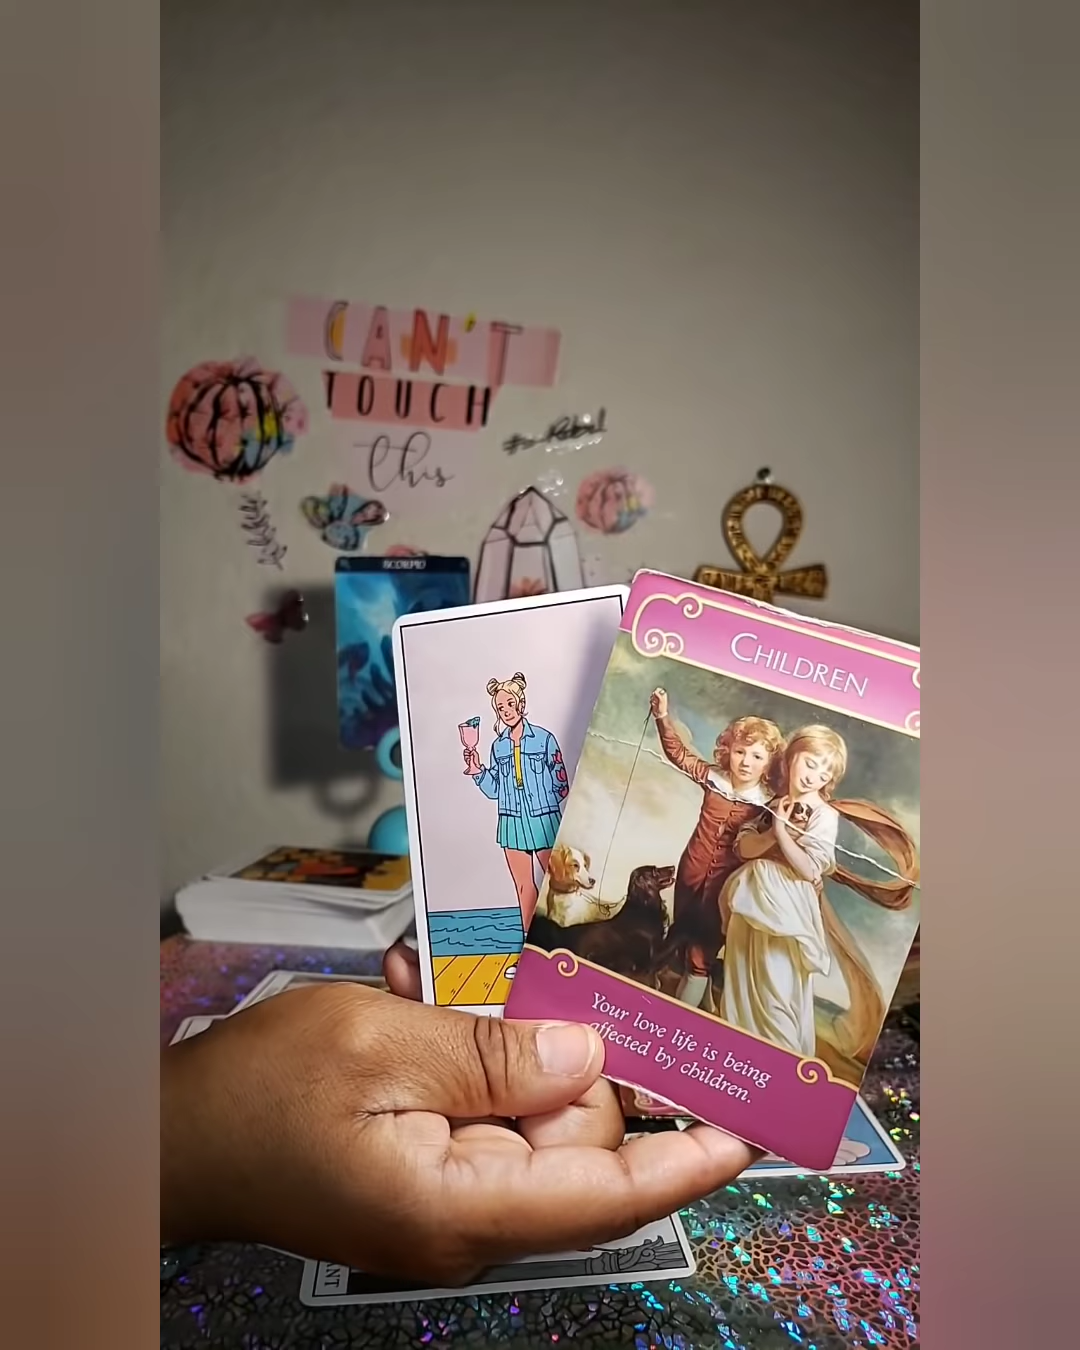 CAN'T
TOUCH
this
SCORPIO
CHILDREN
Your love life is being
affected by children.